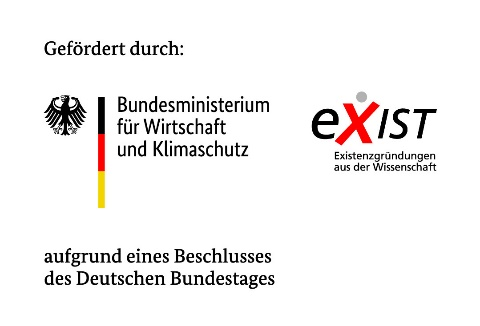 Gefördert durch:
Bundesministerium
für Wirtschaft
und Klimaschutz
eXIST
Existenzgründungen
aus der Wissenschaft
aufgrund eines Beschlusses
des Deutschen Bundestages